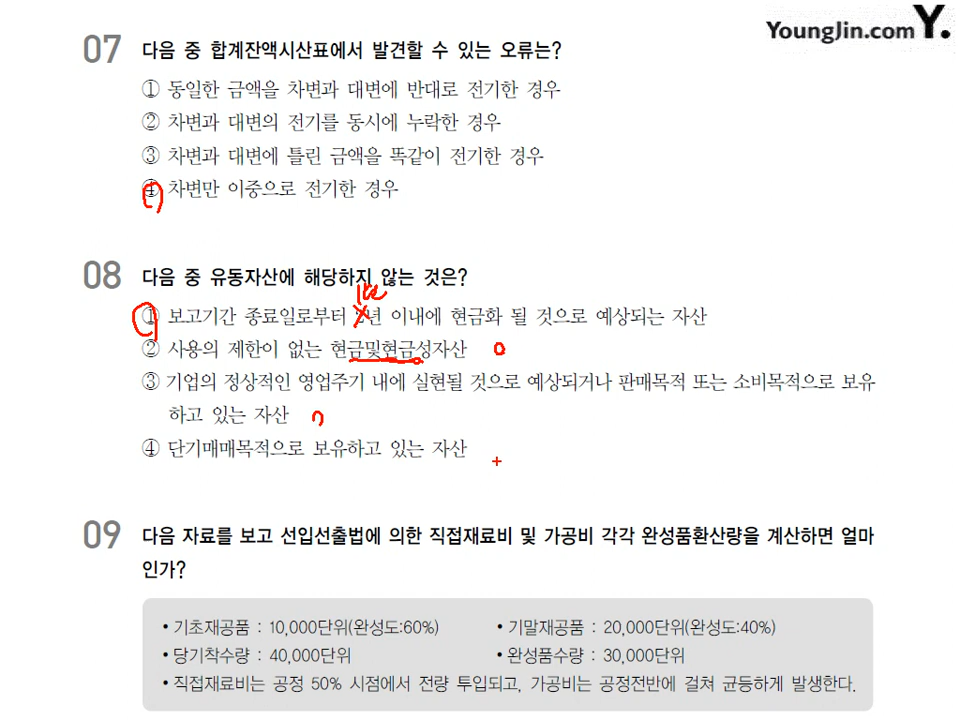 YoungJin.com Y.
07 다음 중 합계잔액시산표에서 발견할 수 있는 오류는?
① 동일한 금액을 차변과 대변에 반대로 전기한 경우
② 차변과 대변의 전기를 동시에 누락한 경우
③ 차변과 대변에 틀린 금액을 똑같이 전기한 경우
④ 차변만 이중으로 전기한 경우
08 다음 중 유동자산에 해당하지 않는 것은?
① 보고기간 종료일로부터 년 이내에 현금화 될 것으로 예상되는 자산
② 사용의 제한이 없는 현금및현금성자산
③ 기업의 정상적인 영업주기 내에 실현될 것으로 예상되거나 판매목적 또는 소비목적으로 보유
하고 있는 자산
④ 단기매매목적으로 보유하고 있는 자산
09 다음 자료를 보고 선입선출법에 의한 직접재료비 및 가공비 각각 완성품환산량을 계산하면 얼마
인가?
• 기초재공품 : 10,000단위(완성도:60%) • 기말재공품 : 20,000단위(완성도:40%)
• 당기착수량 : 40,000단위 • 완성품수량 : 30,000단위
• 직접재료비는 공정 50% 시점에서 전량 투입되고, 가공비는 공정전반에 걸쳐 균등하게 발생한다.